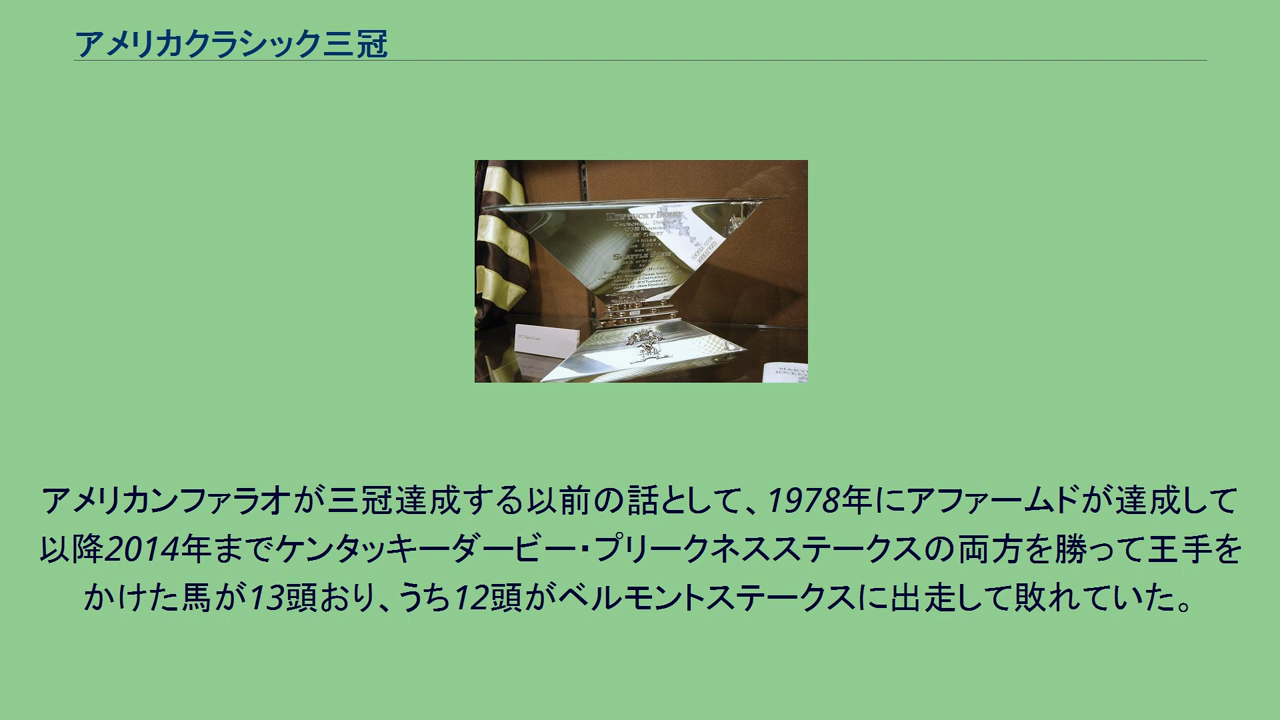 アメリカクラシック三冠
KENTUCKY DERBY
CHURCHILL DOWNS
SEATTLE SLEW
アメリカンファラオが三冠達成する以前の話として、1978年にアファームドが達成して
以降2014年までケンタッキーダービー・プリークネスステークスの両方を勝って王手を
かけた馬が13頭おり、うち12頭がベルモントステークスに出走して敗れていた。